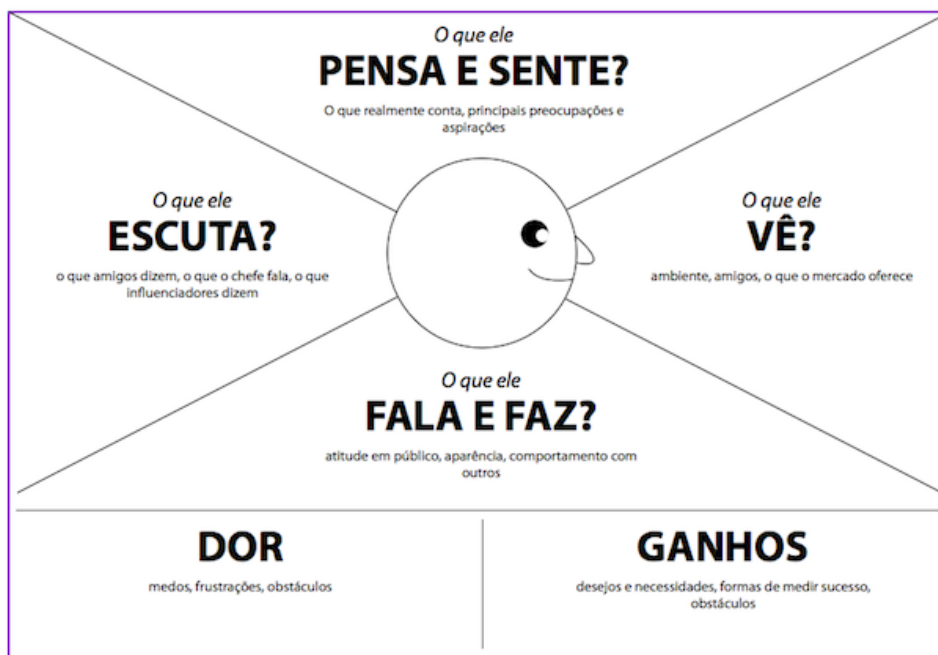 O que ele
PENSA E SENTE?
O que realmente conta, principais preocupações e
aspirações
O que ele
ESCUTA?
o que amigos dizem, o que o chefe fala, o que
influenciadores dizem
O que ele
VÊ?
ambiente, amigos, o que o mercado oferece
O que ele
FALA E FAZ?
atitude em público, aparência, comportamento com
outros
DOR
medos, frustrações, obstáculos
GANHOS
desejos e necessidades, formas de medir sucesso,
obstáculos